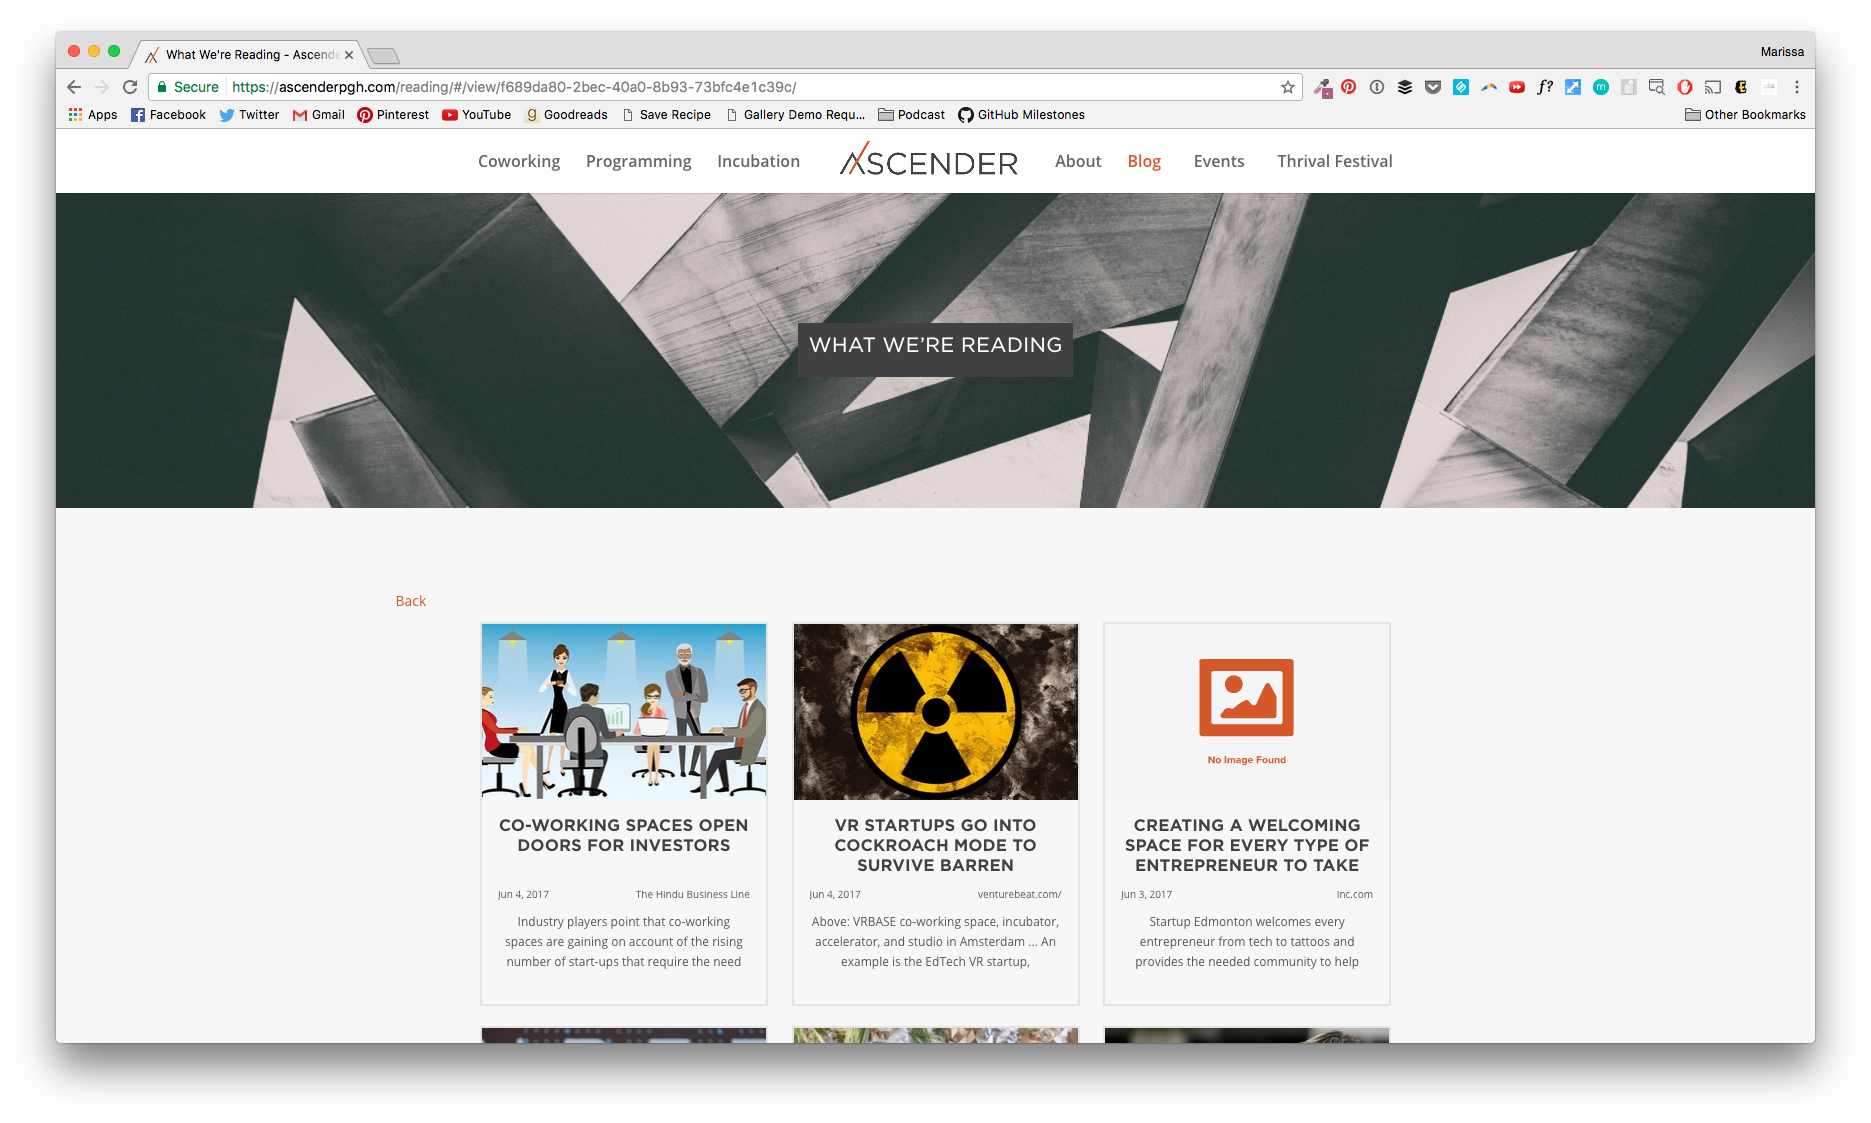 What We're Reading - Ascende
Marissa
Secure https://ascenderpgh.com/reading/#/view/f689da80-2bec-40a0-8b93-73bfc4e1c39c/
f?
m
Apps Facebook Twitter Gmail Pinterest YouTube g Goodreads Save Recipe Gallery Demo Requ... Podcast GitHub Milestones Other Bookmarks
Coworking Programming Incubation ASCENDER About Blog Events Thrival Festival
WHAT WE'RE READING
Back
CO-WORKING SPACES OPEN
DOORS FOR INVESTORS
Jun 4, 2017 The Hindu Business Line
Industry players point that co-working
spaces are gaining on account of the rising
number of start-ups that require the need
VR STARTUPS GO INTO
COCKROACH MODE TO
SURVIVE BARREN
Jun 4, 2017 venturebeat.com/
Above: VRBASE co-working space, incubator,
accelerator, and studio in Amsterdam ... An
example is the EdTech VR startup,
No Image Found
CREATING A WELCOMING
SPACE FOR EVERY TYPE OF
ENTREPRENEUR TO TAKE
Jun 3, 2017 Inc.com
Startup Edmonton welcomes every
entrepreneur from tech to tattoos and
provides the needed community to help